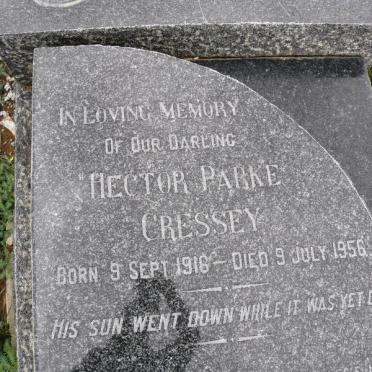 IN LOVING MEMORY
OF OUR DARLING
HECTOR PARKE
CRESSEY
BORN 9 SEPT 1916 – DIED 9 JULY 1956
HIS SUN WENT DOWN WHILE IT WAS YET